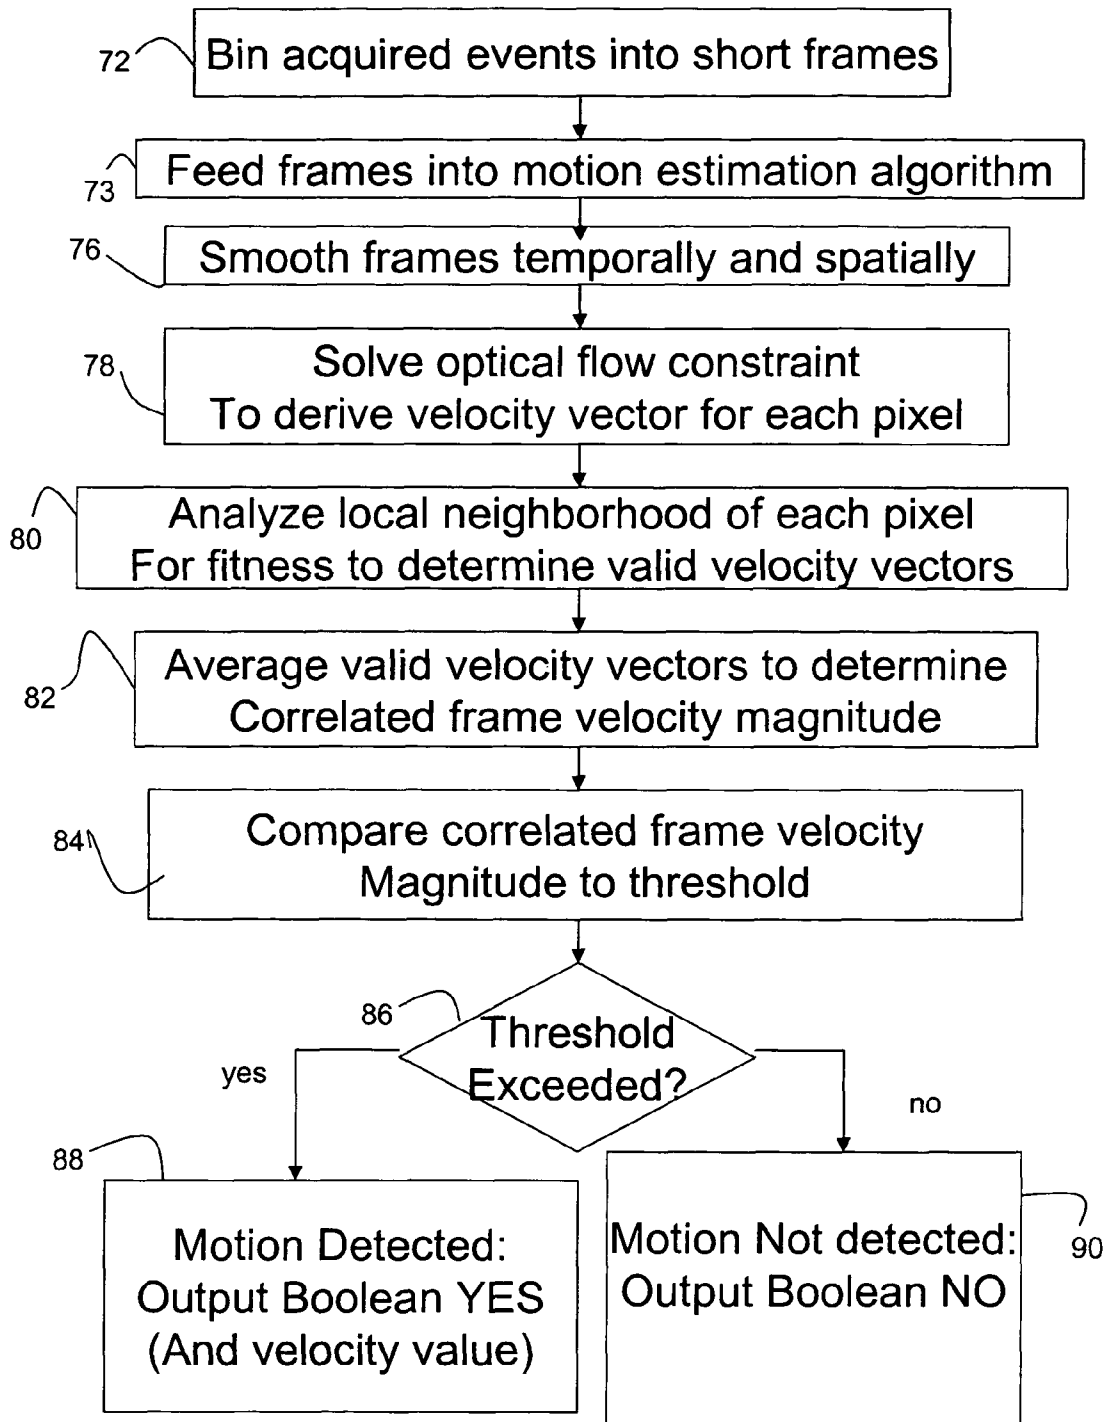 72
Bin acquired events into short frames
73
Feed frames into motion estimation algorithm
76
Smooth frames temporally and spatially
78
Solve optical flow constraint
To derive velocity vector for each pixel
80
Analyze local neighborhood of each pixel
For fitness to determine valid velocity vectors
82
Average valid velocity vectors to determine
Correlated frame velocity magnitude
84
Compare correlated frame velocity
Magnitude to threshold
86
Threshold
Exceeded?
yes
no
88
Motion Detected:
Output Boolean YES
(And velocity value)
Motion Not detected:
Output Boolean NO
90